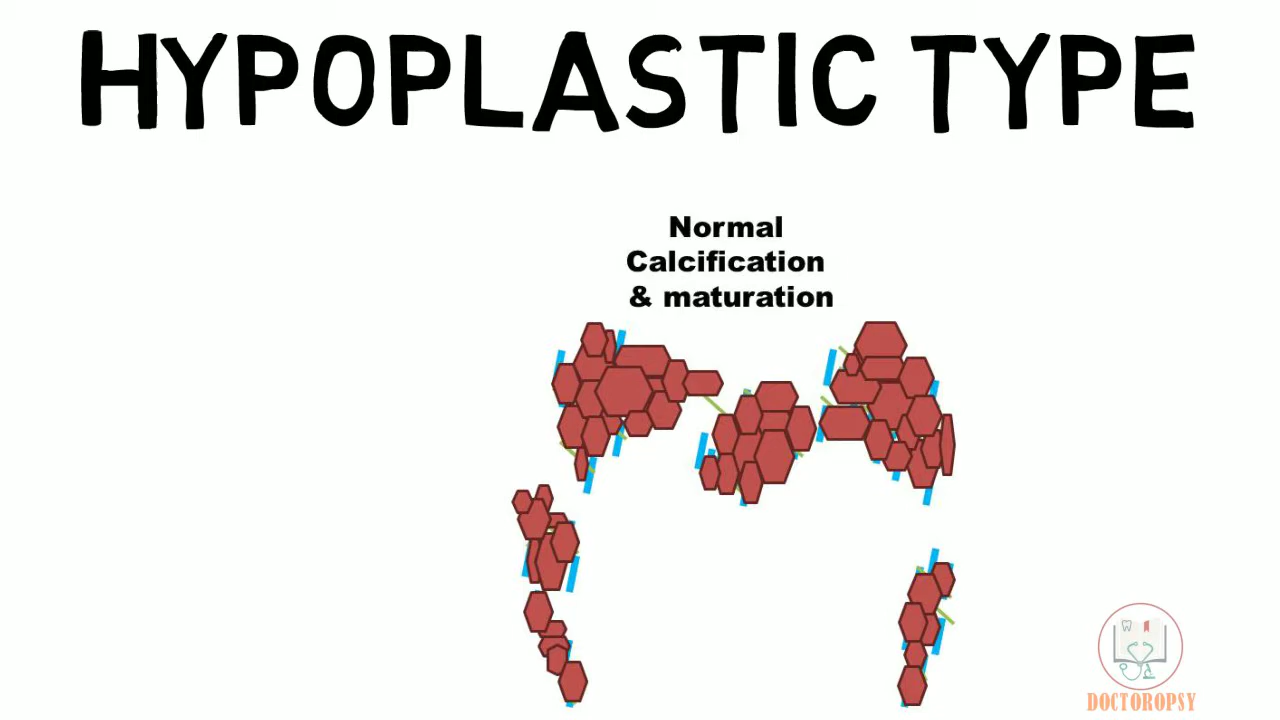 HYPOPLASTIC TYPE
Normal
Calcification
& maturation
DOCTOROPSY